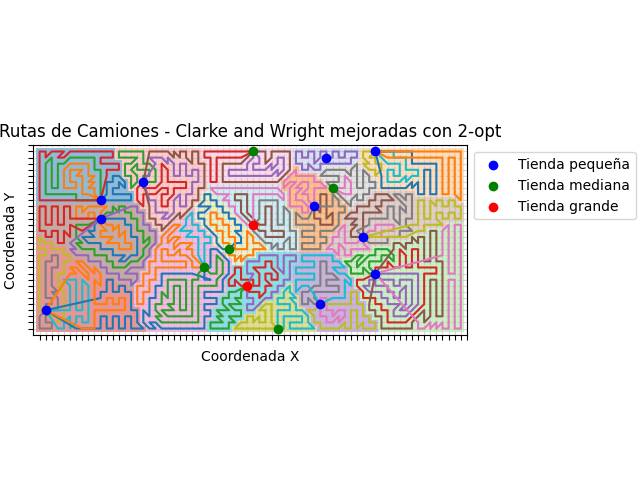 Rutas de Camiones - Clarke and Wright mejoradas con 2-opt
Tienda pequeña
Tienda mediana
Tienda grande
Coordenada Y
Coordenada X